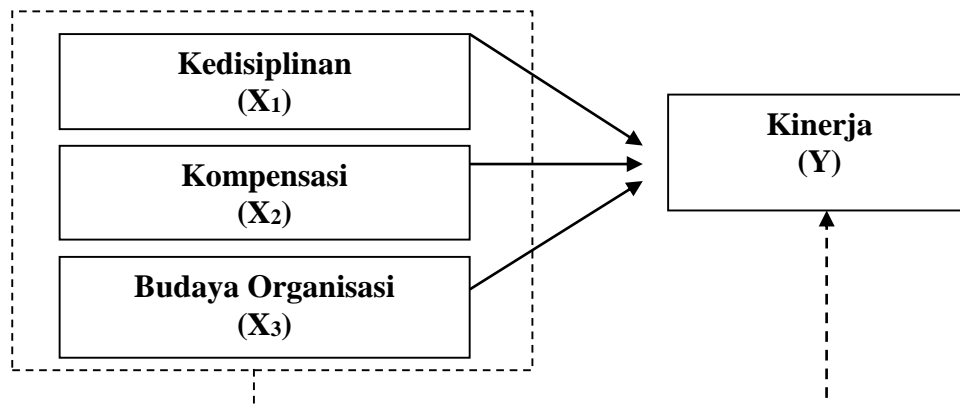 Kedisiplinan
(X1)
Kompensasi
(X2)
Budaya Organisasi
(X3)
Kinerja
(Y)